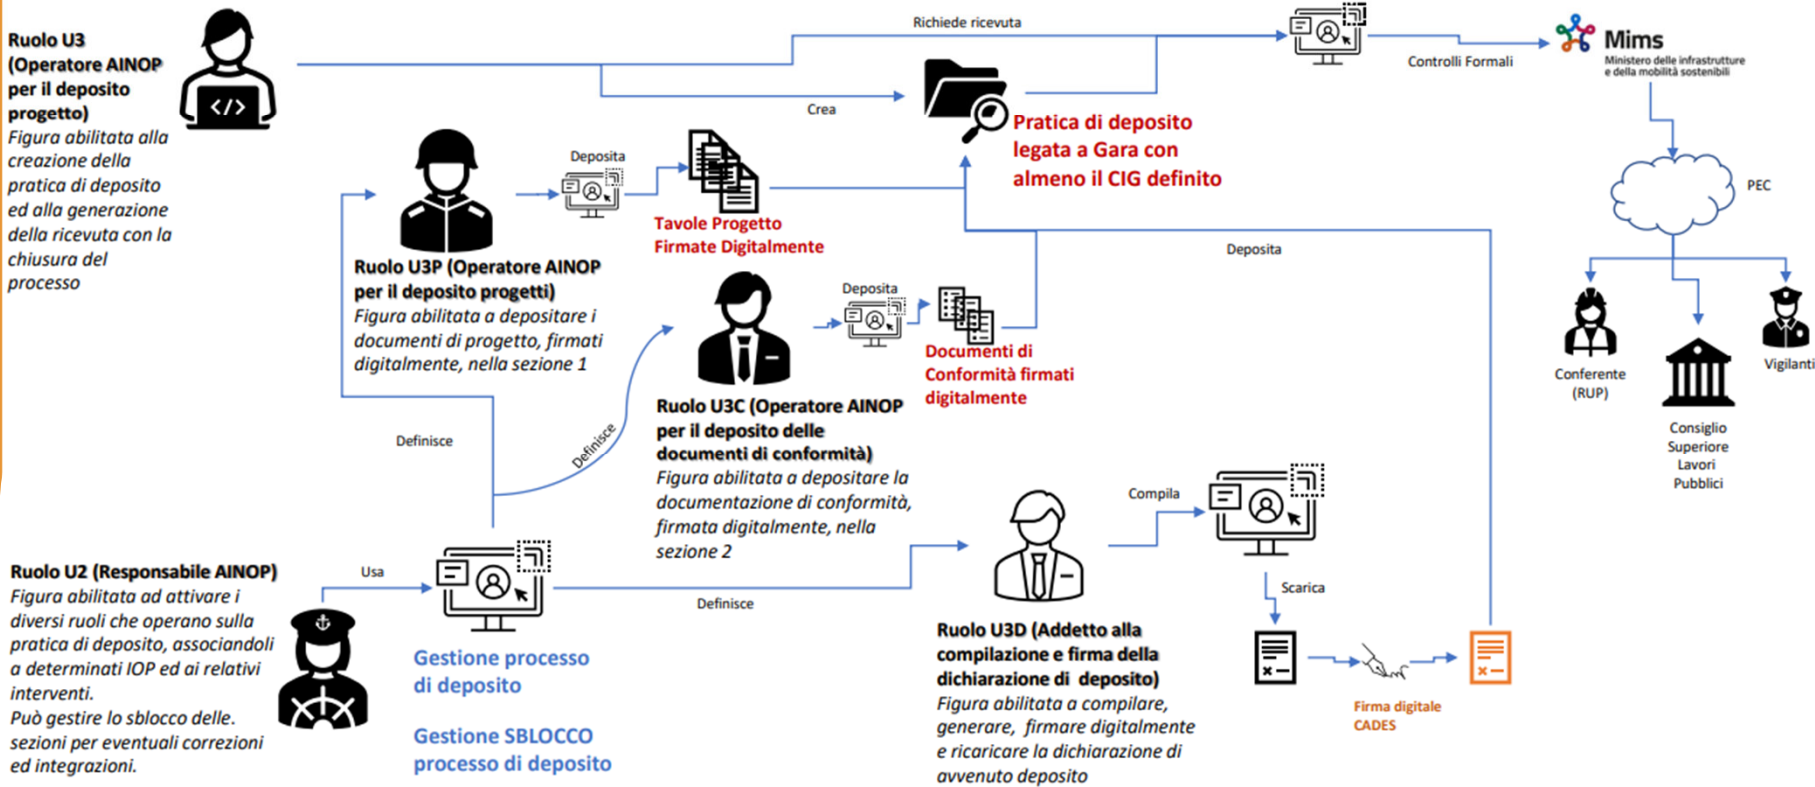 Ruolo U3
(Operatore AINOP
per il deposito
progetto)
Figura abilitata alla
creazione della
pratica di deposito
ed alla generazione
della ricevuta con la
chiusura del
processo
</>
Richiede ricevuta
Crea
Controlli Formali
Mims
Ministero delle infrastrutture
e della mobilità sostenibili
Pratica di deposito
legata a Gara con
almeno il CIG definito
PEC
Deposita
Tavole Progetto
Firmate Digitalmente
Ruolo U3P (Operatore AINOP
per il deposito progetti)
Figura abilitata a depositare i
documenti di progetto, firmati
digitalmente, nella sezione 1
Deposita
Deposita
Documenti di
Conformità firmati
digitalmente
Conferente
(RUP)
Vigilanti
Consiglio
Superiore
Lavori
Pubblici
Ruolo U3C (Operatore AINOP
per il deposito delle
documenti di conformità)
Figura abilitata a depositare la
documentazione di conformità,
firmata digitalmente, nella
sezione 2
Definisce
Definisce
Compila
Ruolo U2 (Responsabile AINOP)
Figura abilitata ad attivare i
diversi ruoli che operano sulla
pratica di deposito, associandoli
a determinati IOP ed ai relativi
interventi.
Può gestire lo sblocco delle.
sezioni per eventuali correzioni
ed integrazioni.
Usa
Definisce
Gestione processo
di deposito
Gestione SBLOCCO
processo di deposito
Scarica
Ruolo U3D (Addetto alla
compilazione e firma della
dichiarazione di deposito)
Figura abilitata a compilare,
generare, firmare digitalmente
e ricaricare la dichiarazione di
avvenuto deposito
Firma digitale
CADES